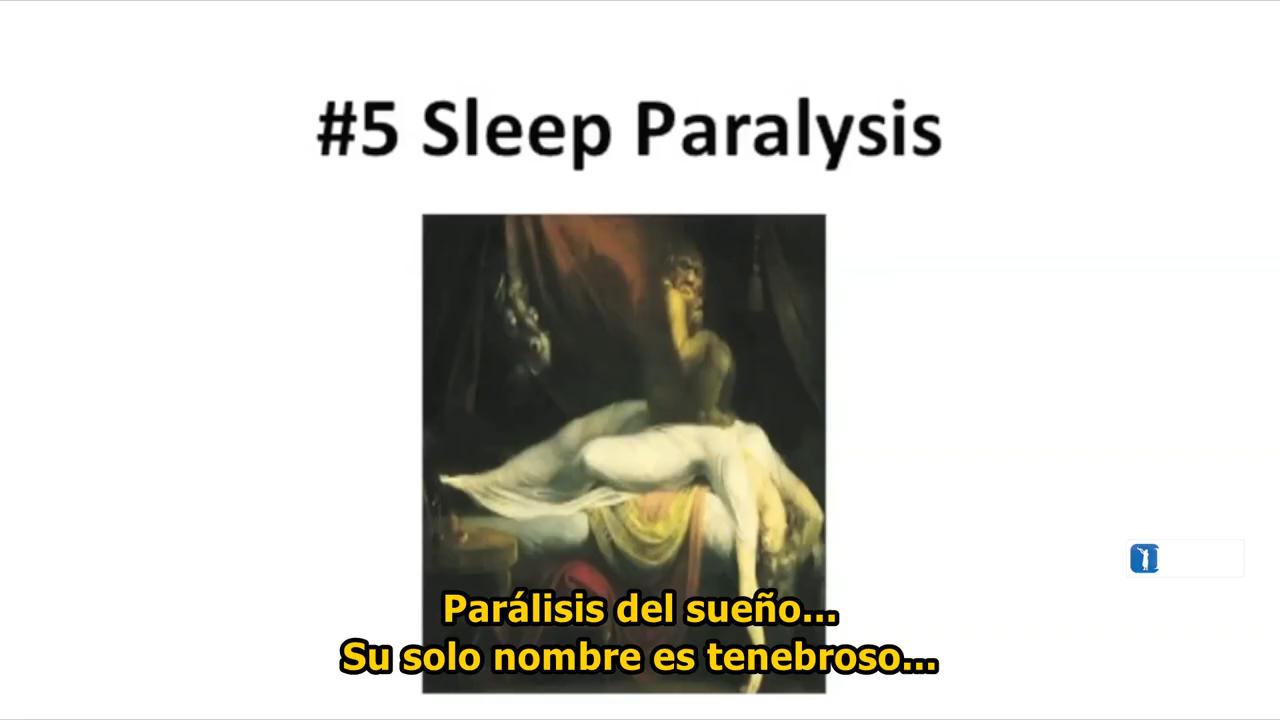 #5 Sleep Paralysis
Parálisis del sueño...
Su solo nombre es tenebroso...